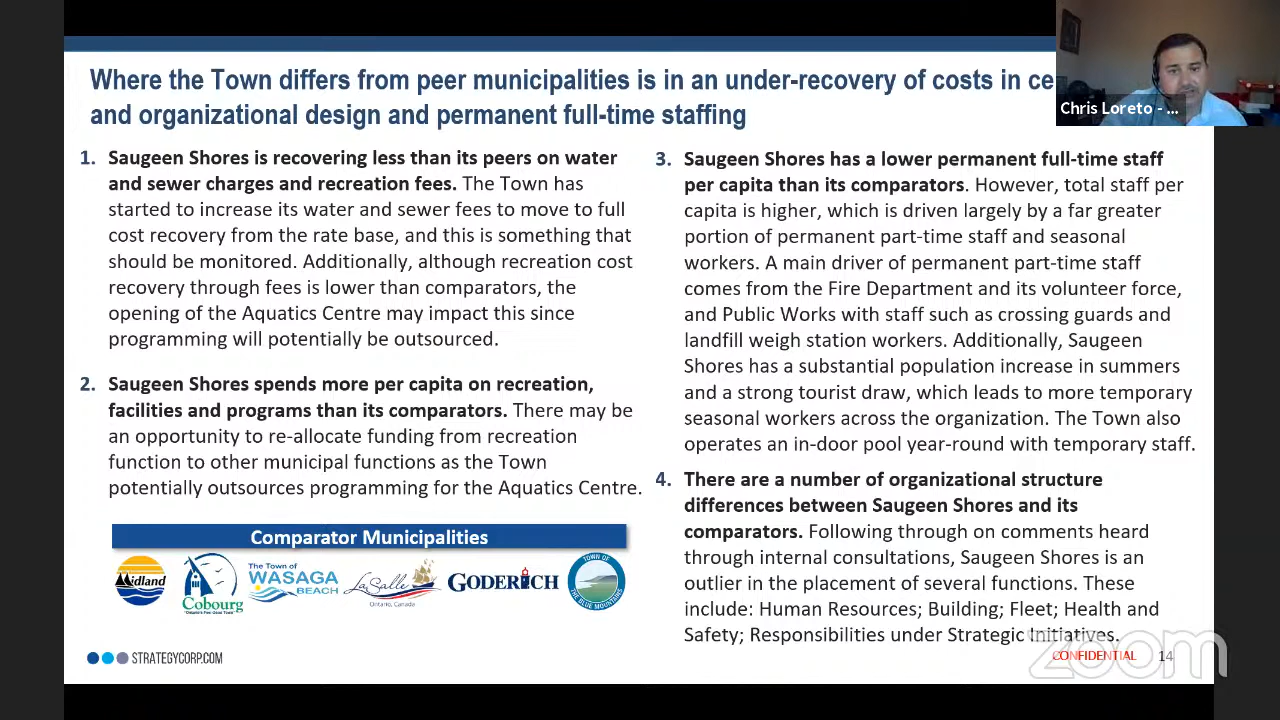 Where the Town differs from peer municipalities is in an under-recovery of costs in ce
and organizational design and permanent full-time staffing
Chris Loreto - ...
1. Saugeen Shores is recovering less than its peers on water
and sewer charges and recreation fees. The Town has
started to increase its water and sewer fees to move to full
cost recovery from the rate base, and this is something that
should be monitored. Additionally, although recreation cost
recovery through fees is lower than comparators, the
opening of the Aquatics Centre may impact this since
programming will potentially be outsourced.
2. Saugeen Shores spends more per capita on recreation,
facilities and programs than its comparators. There may be
an opportunity to re-allocate funding from recreation
function to other municipal functions as the Town
potentially outsources programming for the Aquatics Centre.
Comparator Municipalities
Midland
Cobourg
The Town of
WASAGA
BEACH
LaSalle
Ontario, Canada
GODERICH
TOWN OF
THE BLUE MOUNTAINS
3. Saugeen Shores has a lower permanent full-time staff
per capita than its comparators. However, total staff per
capita is higher, which is driven largely by a far greater
portion of permanent part-time staff and seasonal
workers. A main driver of permanent part-time staff
comes from the Fire Department and its volunteer force,
and Public Works with staff such as crossing guards and
landfill weigh station workers. Additionally, Saugeen
Shores has a substantial population increase in summers
and a strong tourist draw, which leads to more temporary
seasonal workers across the organization. The Town also
operates an in-door pool year-round with temporary staff.
4. There are a number of organizational structure
differences between Saugeen Shores and its
comparators. Following through on comments heard
through internal consultations, Saugeen Shores is an
outlier in the placement of several functions. These
include: Human Resources; Building; Fleet; Health and
Safety; Responsibilities under Strategic Initiatives.
STRATEGYCORP.COM
CONFIDENTIAL
14
zoom